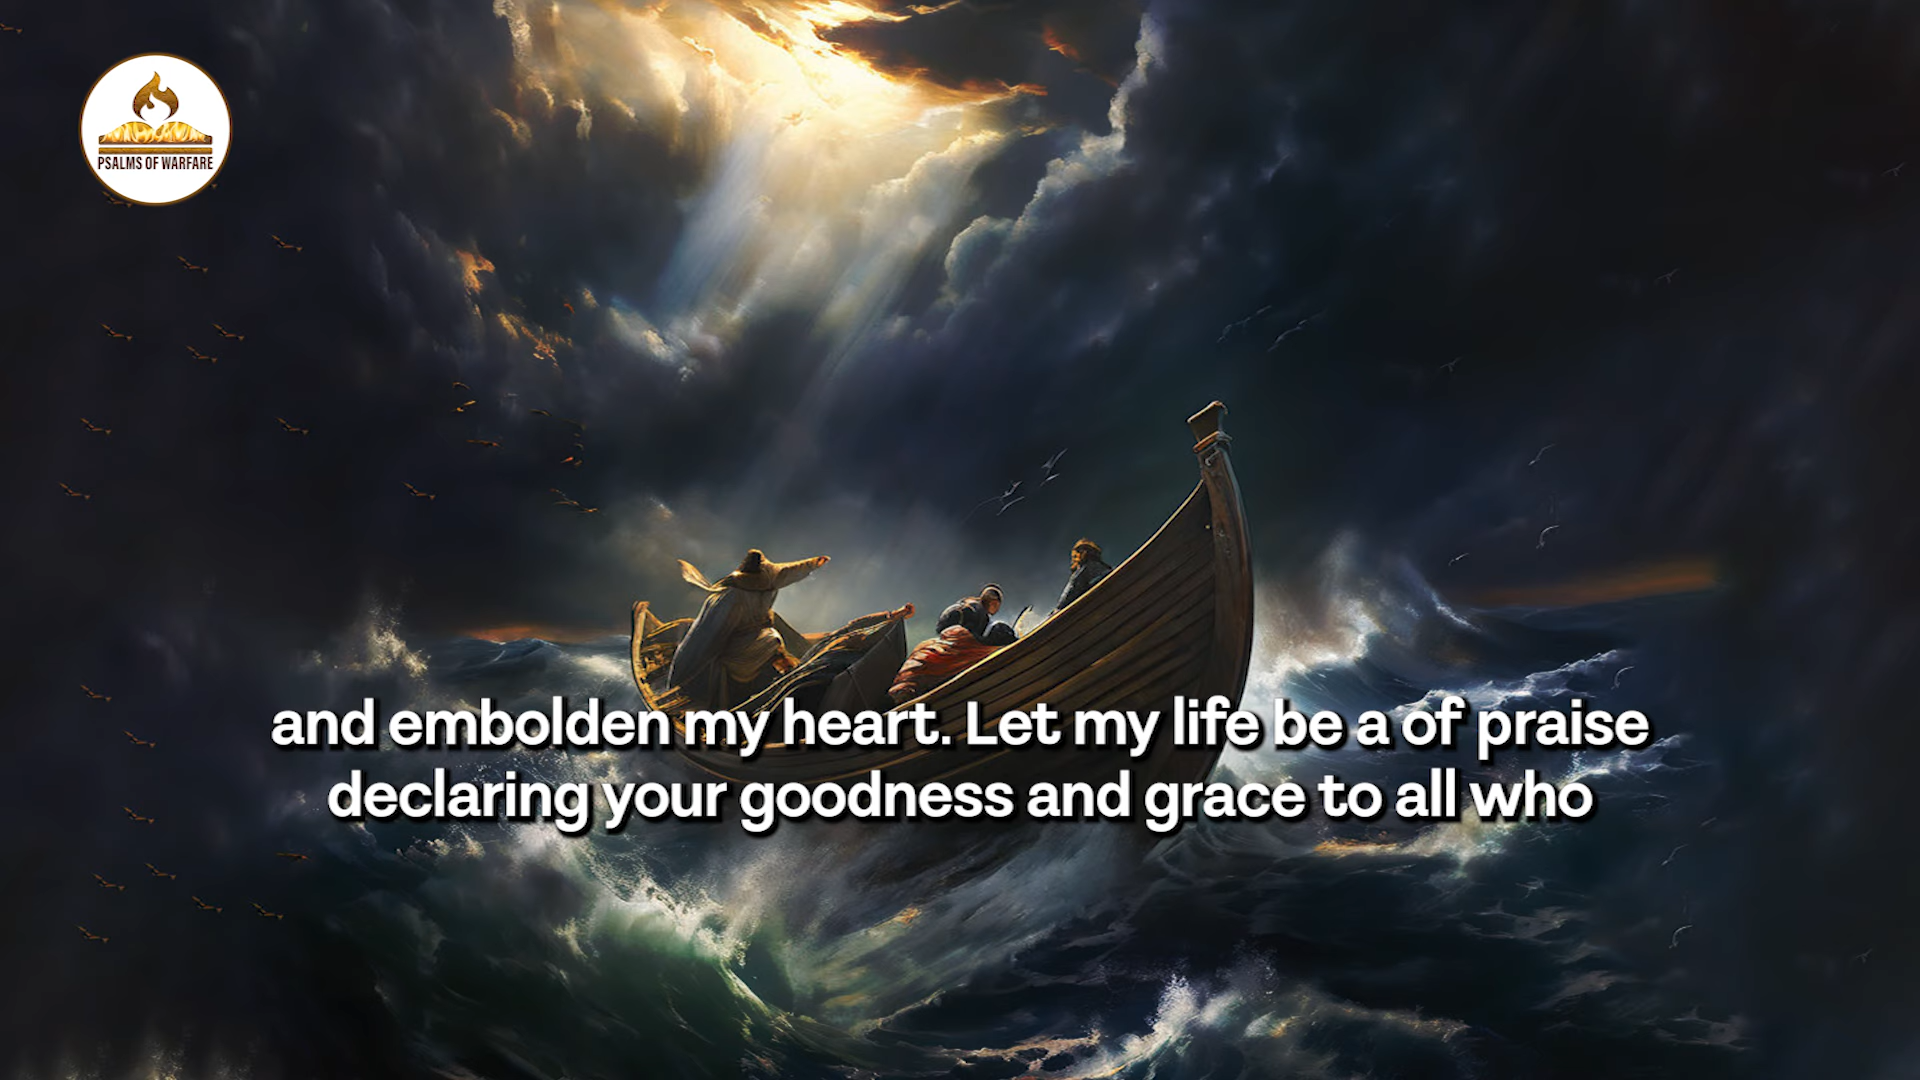 PSALMS OF WARFARE
and embolden my heart. Let my life be a of praise
declaring your goodness and grace to all who